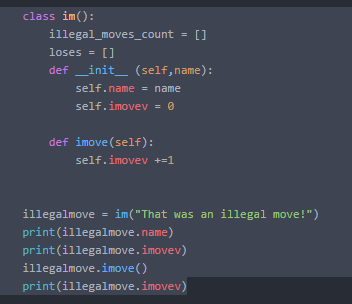 class im():
    illegal_moves_count = []
    loses = []
    def __init__ (self,name):
        self.name = name
        self.imovev = 0
    def imove(self):
        self.imovev +=1
illegalmove = im("That was an illegal move!")
print(illegalmove.name)
print(illegalmove.imovev)
illegalmove.imove()
print(illegalmove.imovev)